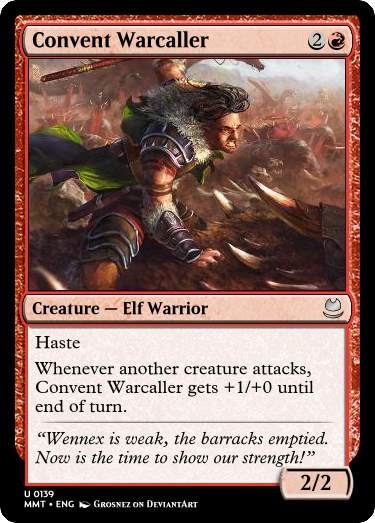 Convent Warcaller 2
Creature — Elf Warrior
Haste
Whenever another creature attacks,
Convent Warcaller gets +1/+0 until
end of turn.
“Wennex is weak, the barracks emptied.
Now is the time to show our strength!”
2/2
U 0139
MMT • ENG Grosnez on DeviantArt